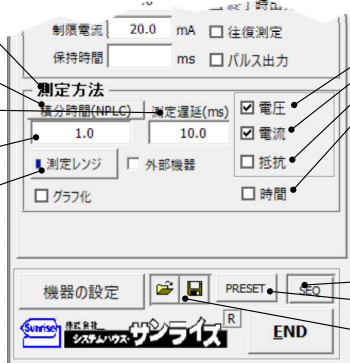 制限電流 20.0 mA 往復測定
保持時間 ms パルス出力
測定方法
積分時間(NPLC) 測定遅延(ms) 電圧
1.0 10.0 電流
測定レンジ 外部機器 抵抗
グラフ化 時間
機器の設定 PRESET SEQ
Sunrise 株式会社 システムハウス・サンライズ R END